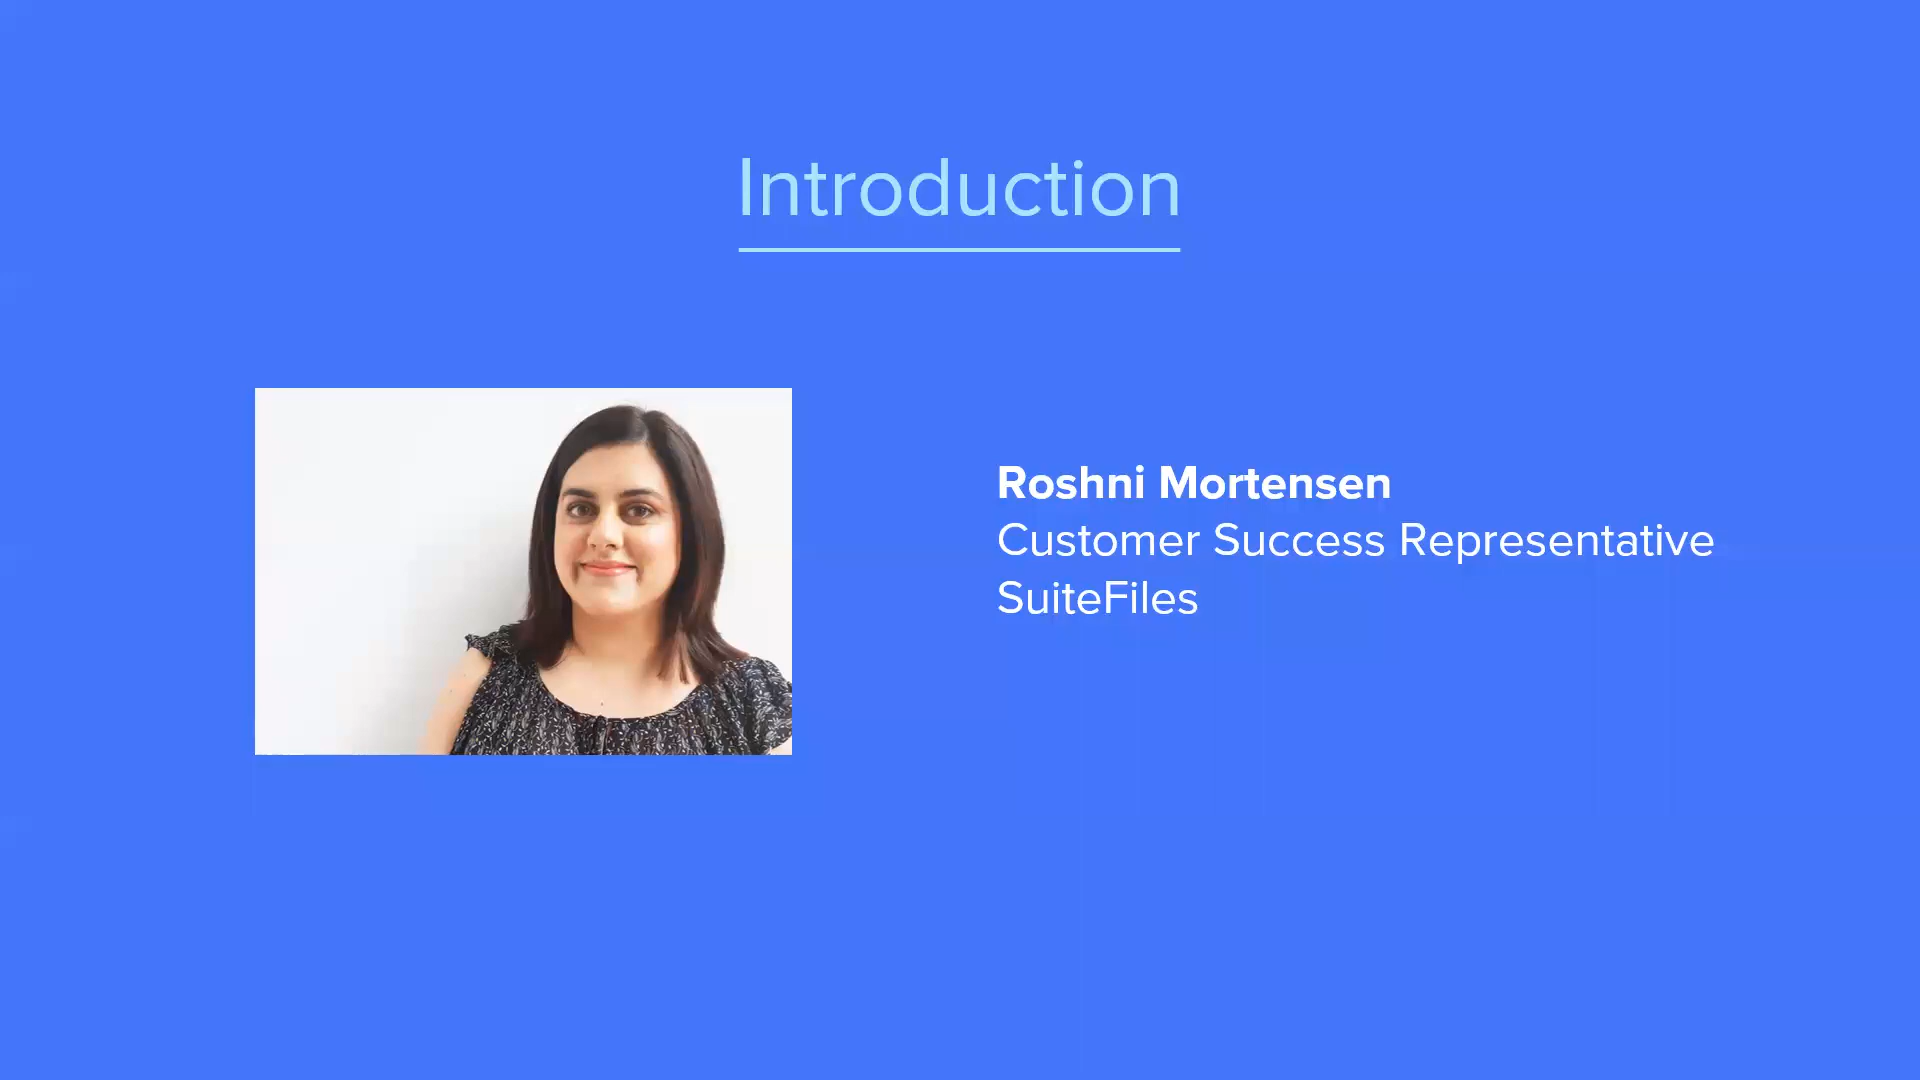 Introduction
Roshni Mortensen
Customer Success Representative
SuiteFiles